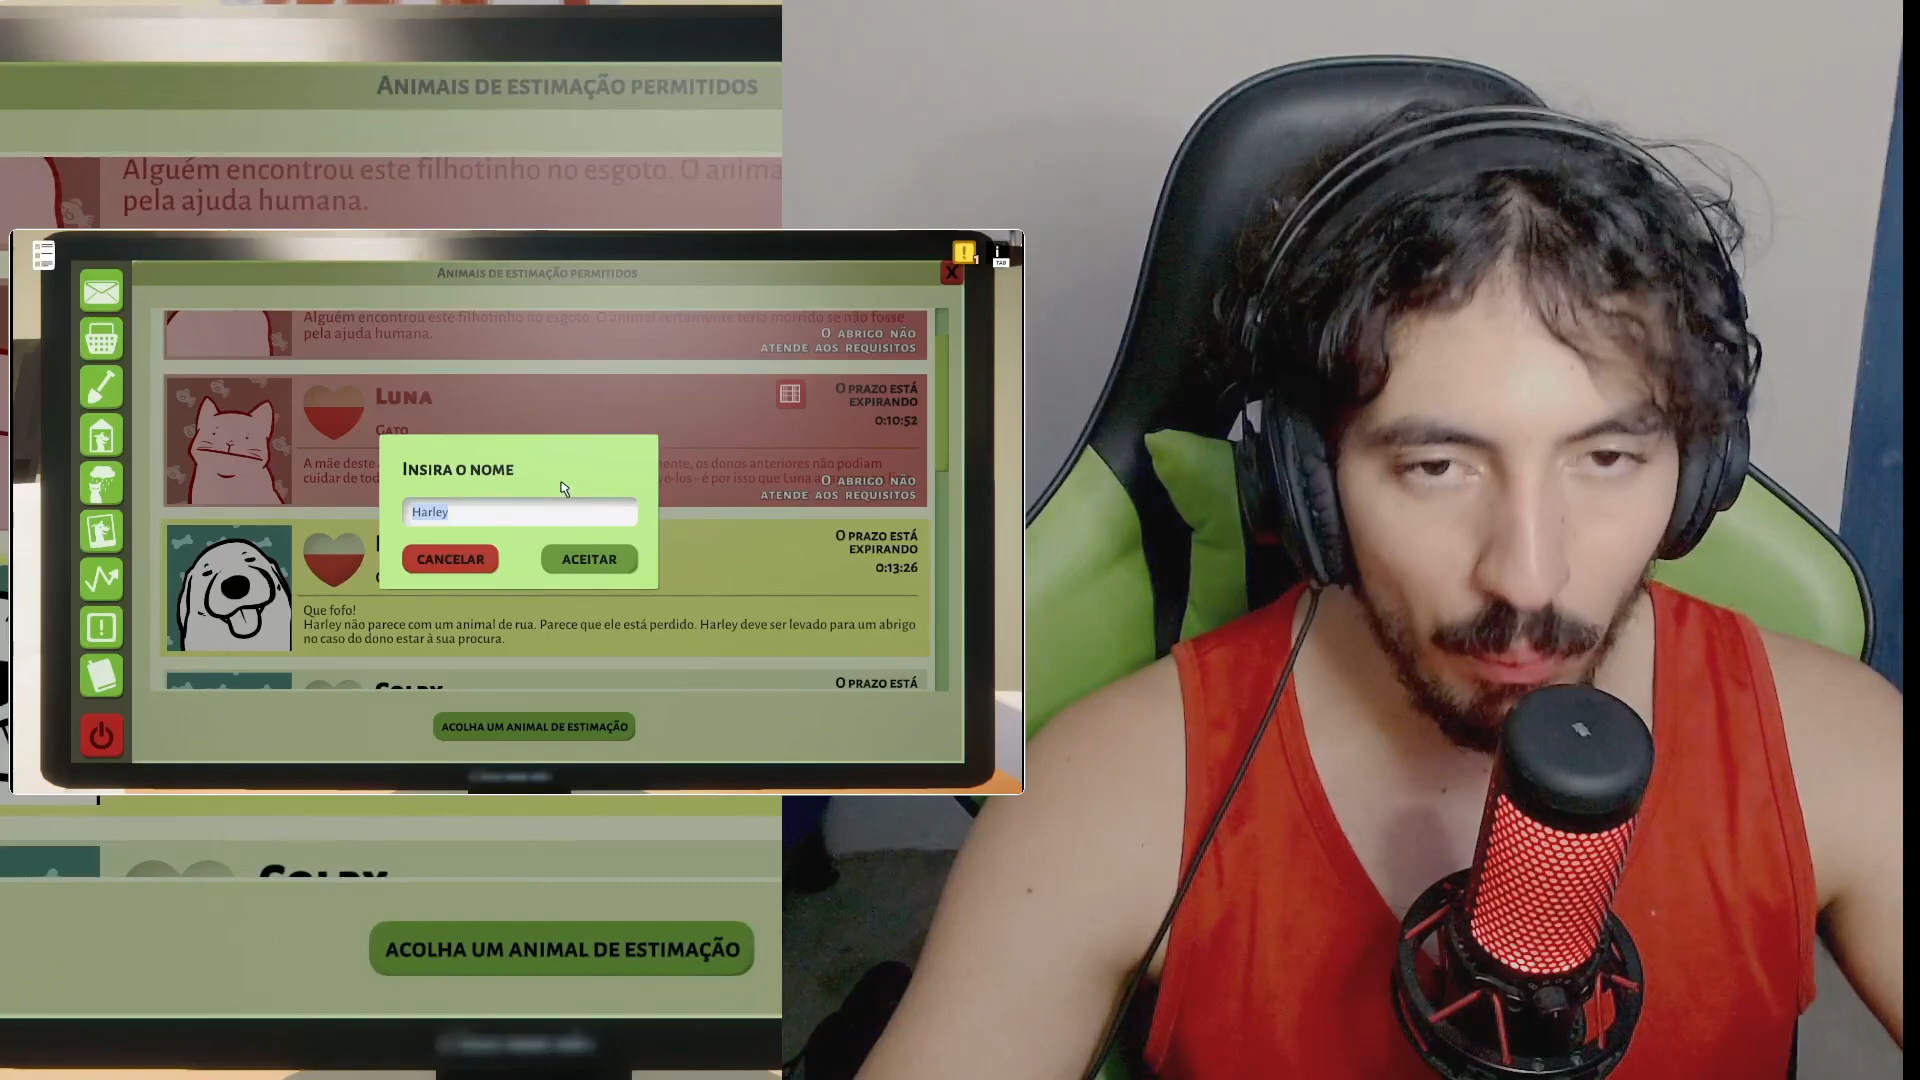 Animais de estimação permitidos
Alguém encontrou este filhotinho no esgoto. O anima
pela ajuda humana.
Animais de estimação permitidos
X
TAB
Alguém encontrou este filhotinho no esgoto. O animal certamente teria morrido se não fosse
pela ajuda humana.
O abrigo não
atende aos requisitos
Luna
Gato
O prazo está
expirando
0:10:52
A mãe deste
mente, os donos anteriores não podiam
cuidar de tod
O abrigo não
atende aos requisitos
Insira o nome
Harley
Cancelar
Aceitar
O prazo está
expirando
0:13:26
Que fofo!
Harley não parece com um animal de rua. Parece que ele está perdido. Harley deve ser levado para um abrigo
no caso do dono estar à sua procura.
Colby
O prazo está
Acolha um animal de estimação
Colby
Acolha um animal de estimação